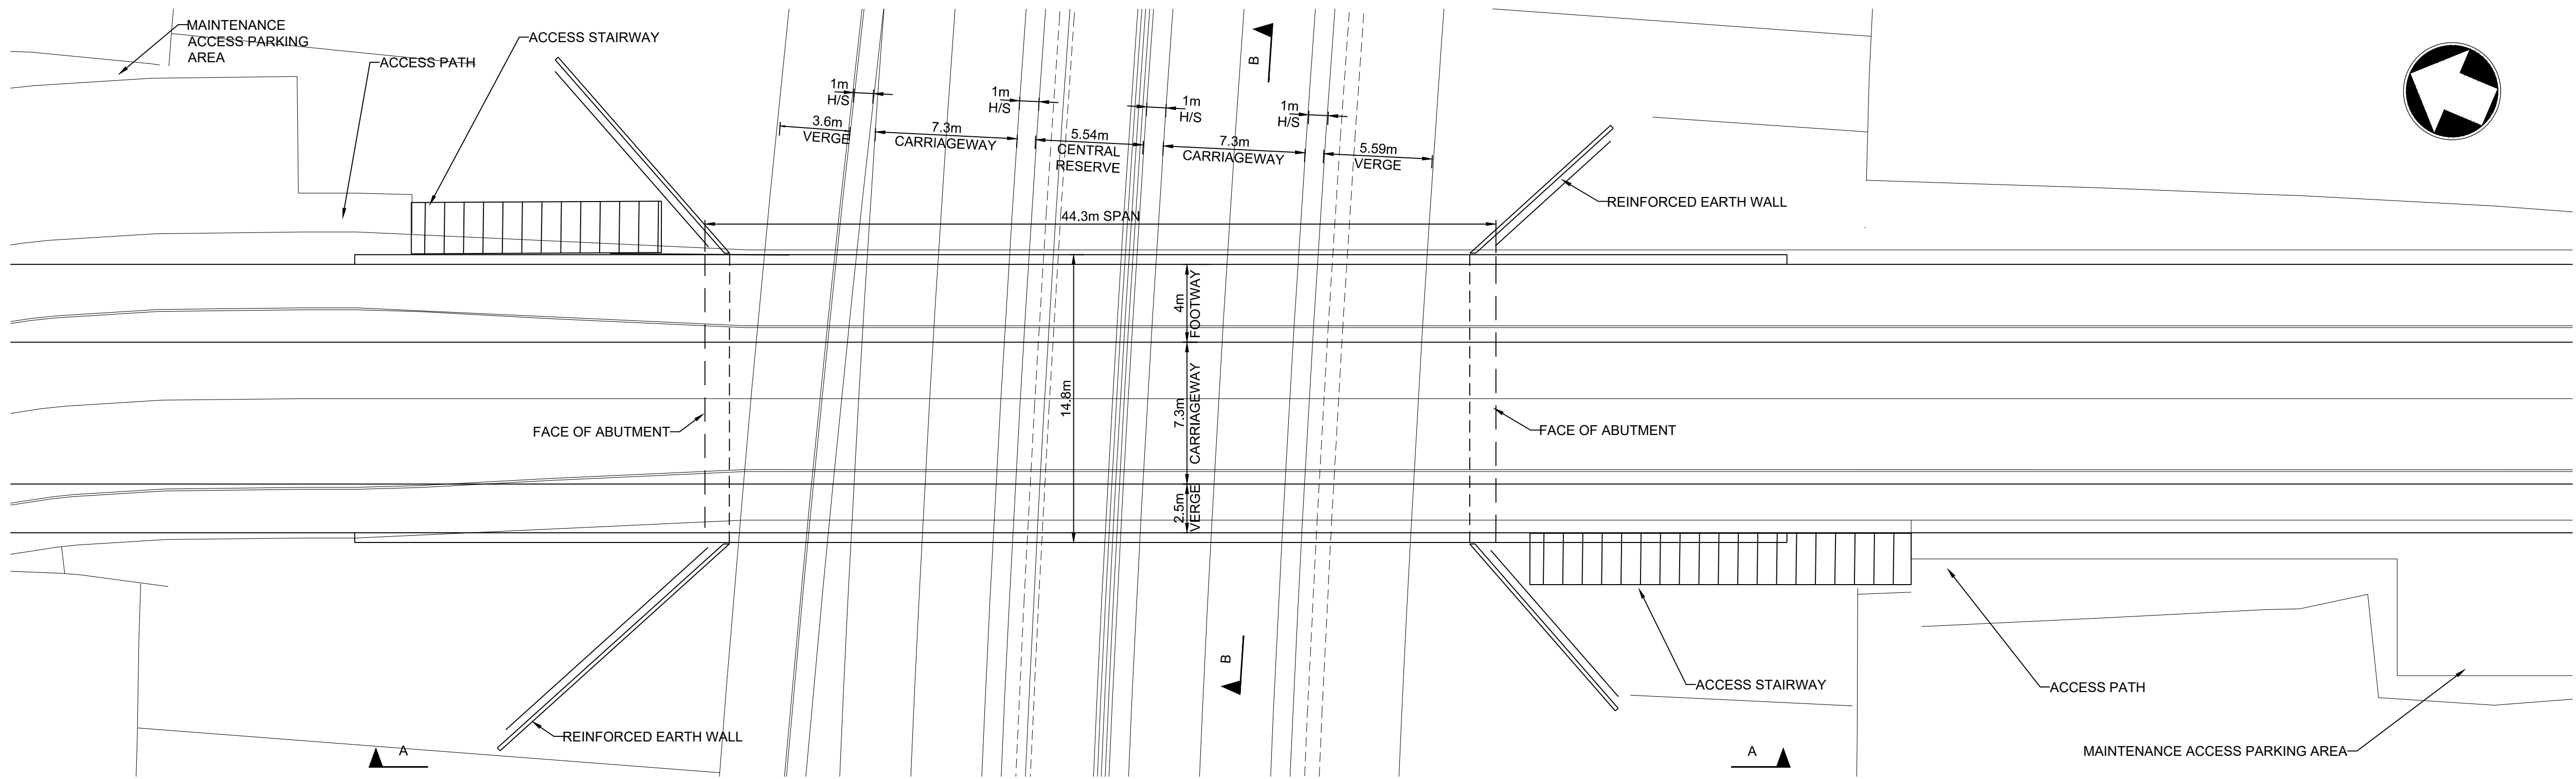 MAINTENANCE
ACCESS PARKING
AREA
ACCESS PATH
ACCESS STAIRWAY
B
1m
H/S
1m
H/S
1m
H/S
1m
H/S
3.6m
VERGE
7.3m
CARRIAGEWAY
5.54m
CENTRAL
RESERVE
7.3m
CARRIAGEWAY
5.59m
VERGE
REINFORCED EARTH WALL
44.3m SPAN
4m
FOOTWAY
14.8m
7.3m
CARRIAGEWAY
FACE OF ABUTMENT
FACE OF ABUTMENT
2.5m
VERGE
B
ACCESS STAIRWAY
ACCESS PATH
REINFORCED EARTH WALL
A
A
MAINTENANCE ACCESS PARKING AREA